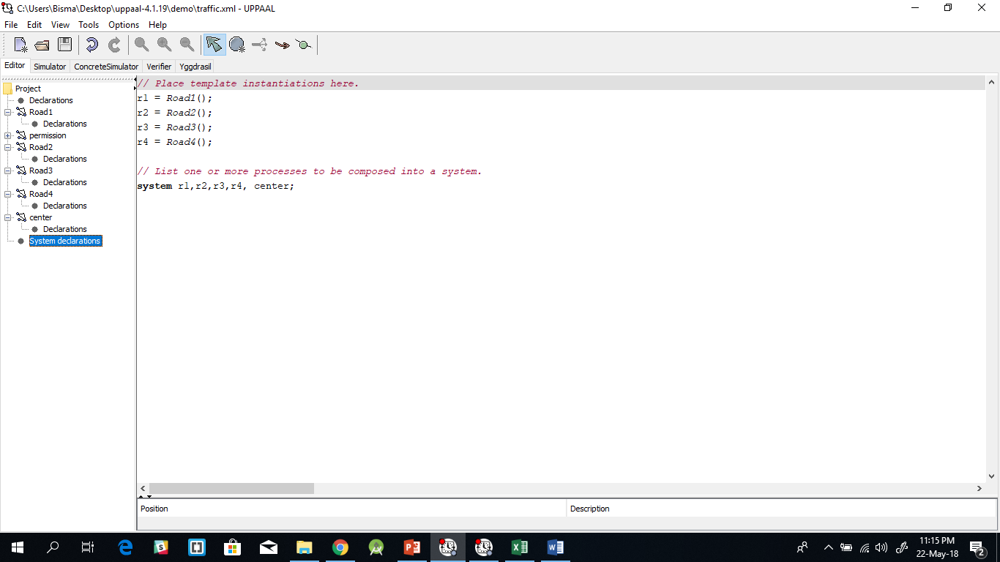 C:\Users\Bisma\Desktop\uppaal-4.1.19\demo\traffic.xml - UPPAAL
File Edit View Tools Options Help
Editor Simulator ConcreteSimulator Verifier Yggdrasil
Project
Declarations
Road1
Declarations
permission
Road2
Declarations
Road3
Declarations
Road4
Declarations
center
Declarations
System declarations
// Place template instantiations here.
r1 = Road1();
r2 = Road2();
r3 = Road3();
r4 = Road4();
// List one or more processes to be composed into a system.
system r1,r2,r3,r4, center;
Position Description
11:15 PM
22-May-18
2